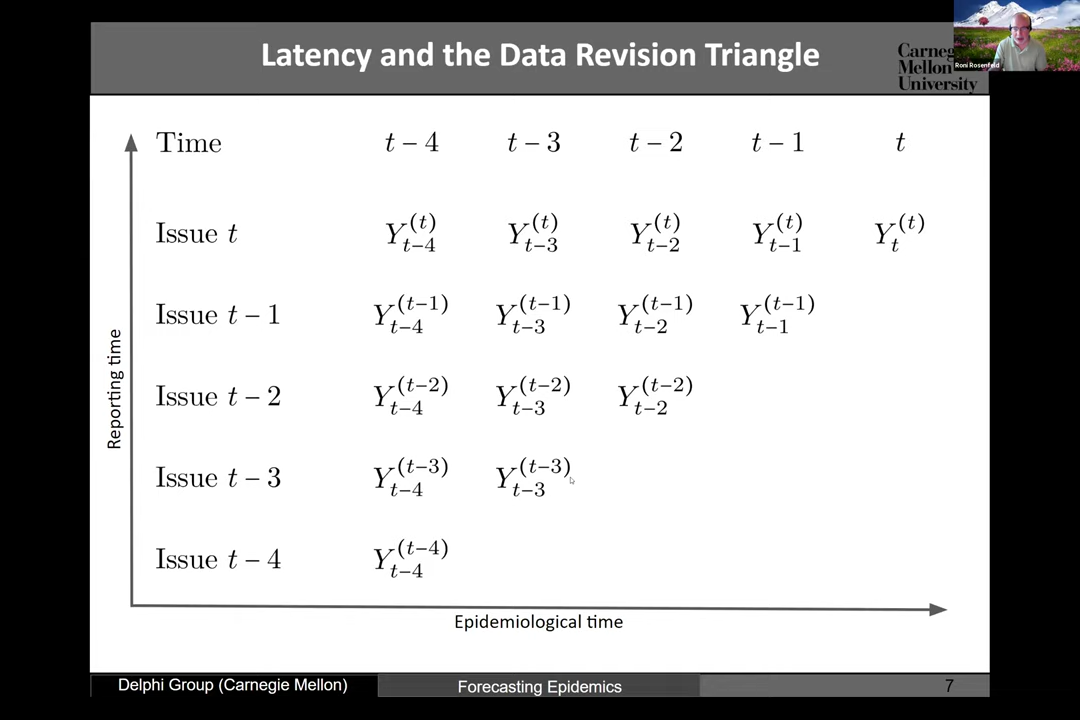 Latency and the Data Revision Triangle
Carneg
Mellon
University
Roni Rosenfeld
Time t − 4 t − 3 t − 2 t − 1 t
Issue t Y_{t−4}^{(t)} Y_{t−3}^{(t)} Y_{t−2}^{(t)} Y_{t−1}^{(t)} Y_{t}^{(t)}
Issue t − 1 Y_{t−4}^{(t−1)} Y_{t−3}^{(t−1)} Y_{t−2}^{(t−1)} Y_{t−1}^{(t−1)}
Issue t − 2 Y_{t−4}^{(t−2)} Y_{t−3}^{(t−2)} Y_{t−2}^{(t−2)}
Issue t − 3 Y_{t−4}^{(t−3)} Y_{t−3}^{(t−3)}
Issue t − 4 Y_{t−4}^{(t−4)}
Reporting time
Epidemiological time
Delphi Group (Carnegie Mellon) Forecasting Epidemics 7